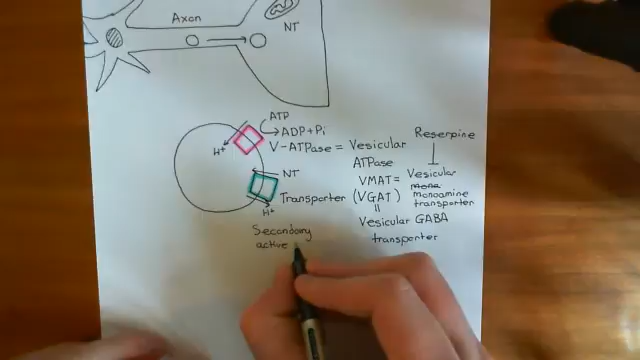 Axon
NT
ATP
ADP+Pi
H+
V-ATPase = Vesicular
ATPase
Reserpine
NT
VMAT = Vesicular
monoamine
transporter
Transporter (VGAT)
=
H+
Vesicular GABA
transporter
Secondary
active